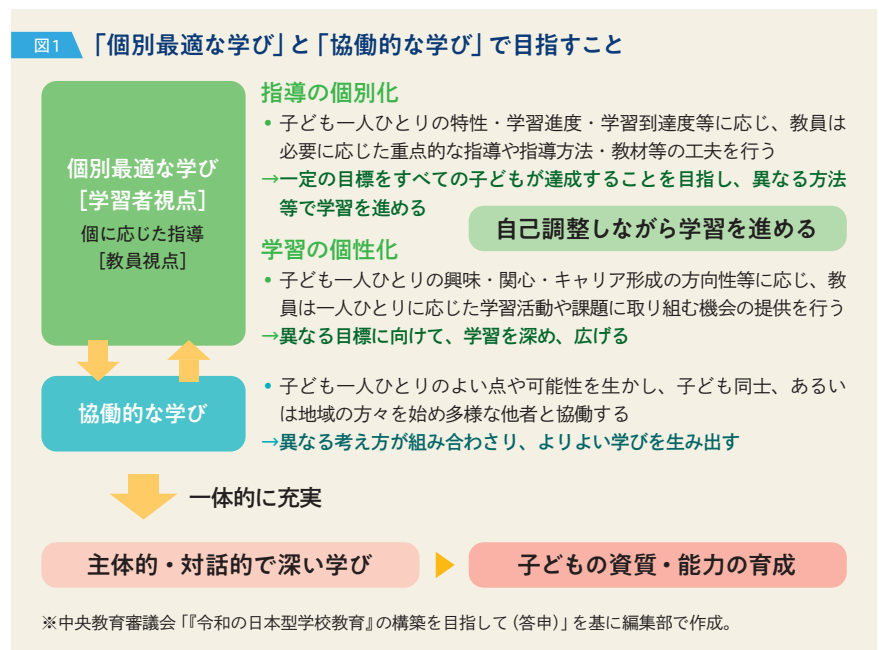 図1 「個別最適な学び」と「協働的な学び」で目指すこと
個別最適な学び
[学習者視点]
個に応じた指導
[教員視点]
指導の個別化
• 子ども一人ひとりの特性・学習進度・学習到達度等に応じ、教員は
必要に応じた重点的な指導や指導方法・教材等の工夫を行う
→一定の目標をすべての子どもが達成することを目指し、異なる方法
等で学習を進める
自己調整しながら学習を進める
学習の個性化
• 子ども一人ひとりの興味・関心・キャリア形成の方向性等に応じ、教
員は一人ひとりに応じた学習活動や課題に取り組む機会の提供を行う
→異なる目標に向けて、学習を深め、広げる
協働的な学び
• 子ども一人ひとりのよい点や可能性を生かし、子ども同士、あるい
は地域の方々を始め多様な他者と協働する
→異なる考え方が組み合わさり、よりよい学びを生み出す
一体的に充実
主体的・対話的で深い学び
子どもの資質・能力の育成
※中央教育審議会「『令和の日本型学校教育』の構築を目指して(答申)」を基に編集部で作成。